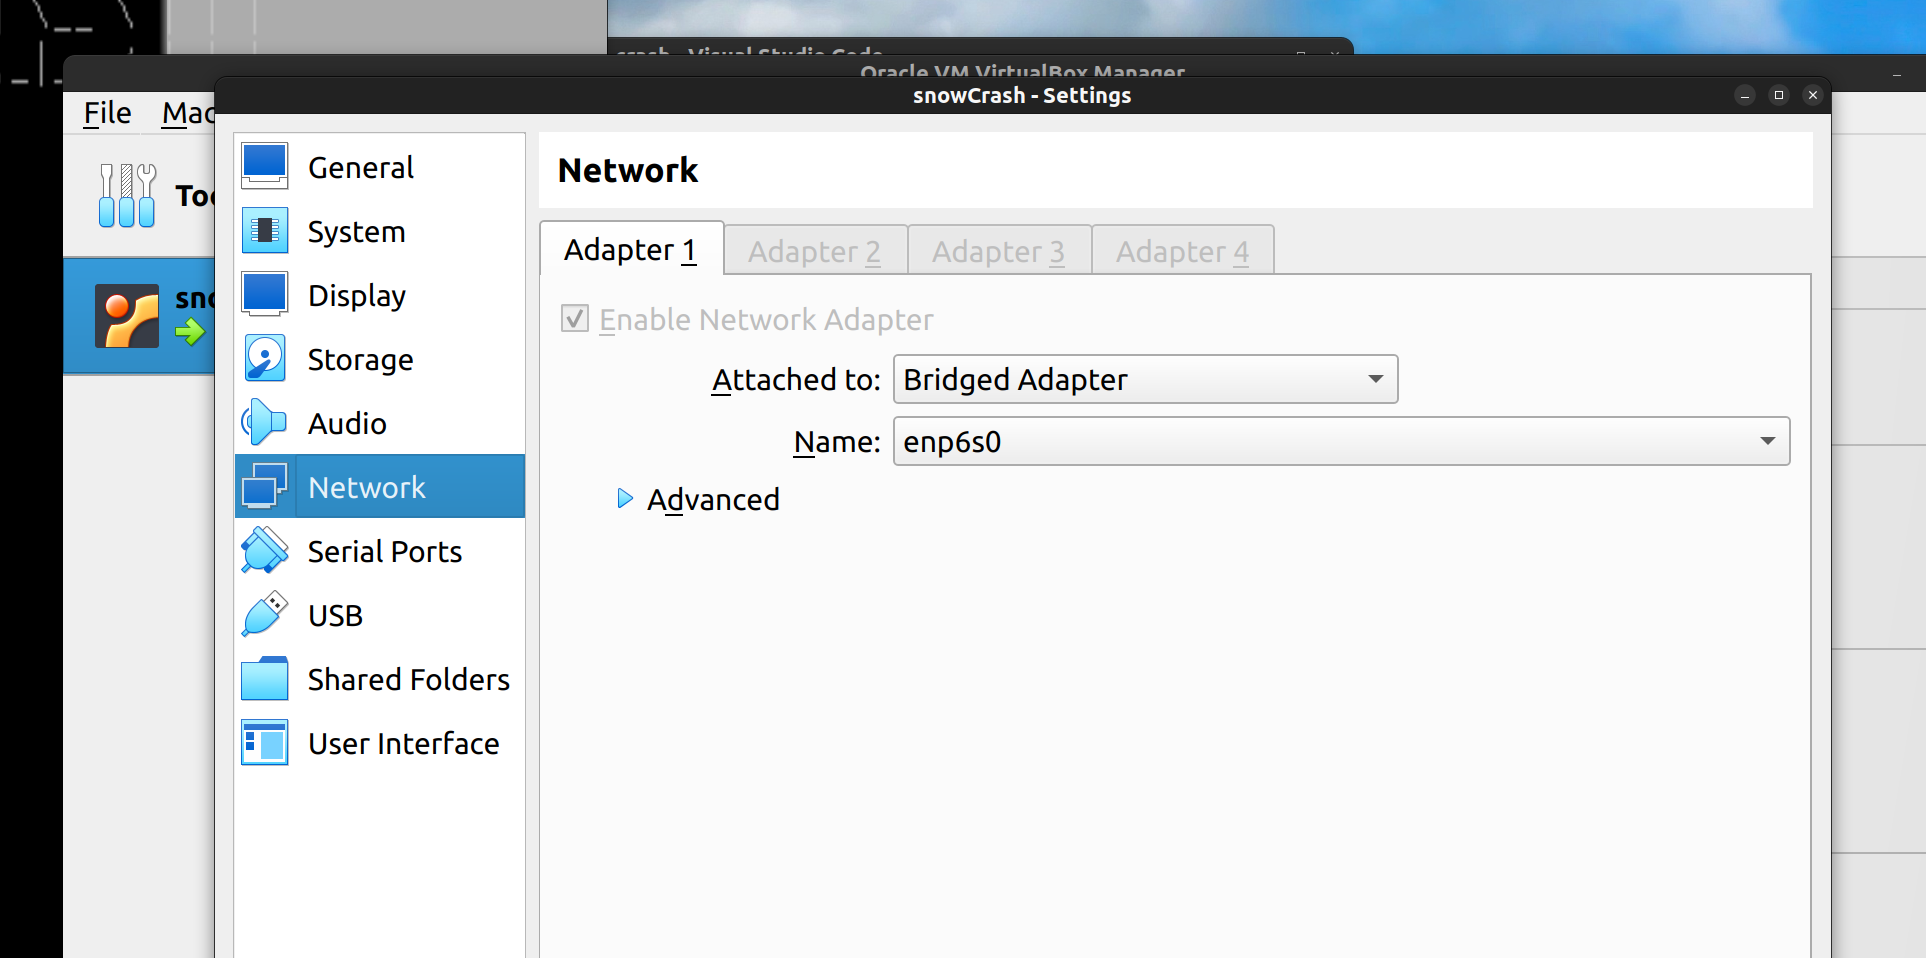 crash - Visual Studio Code
Oracle VM VirtualBox Manager
snowCrash - Settings
File Mac
Too
sno
General
System
Display
Storage
Audio
Network
Serial Ports
USB
Shared Folders
User Interface
Network
Adapter 1 Adapter 2 Adapter 3 Adapter 4
Enable Network Adapter
Attached to: Bridged Adapter
Name: enp6s0
Advanced